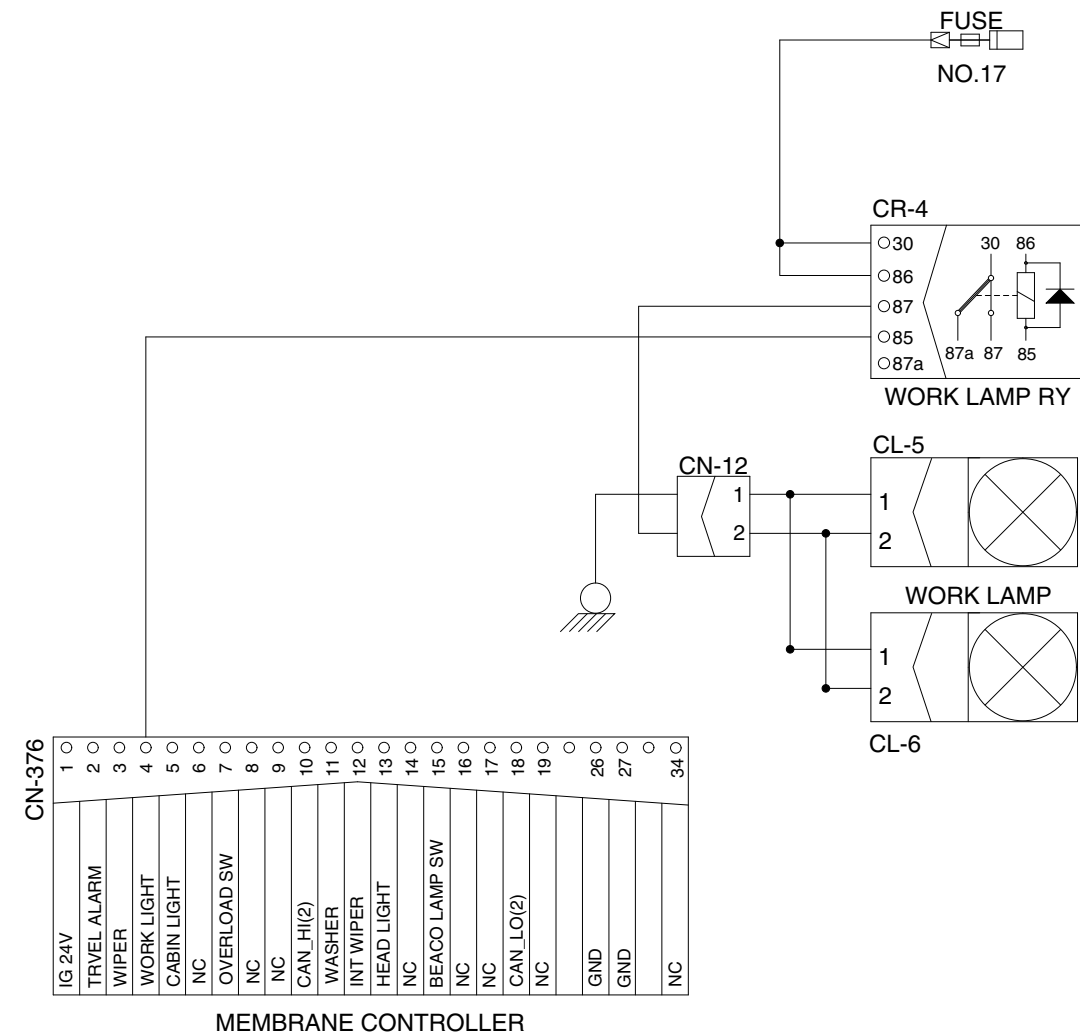 FUSE
NO.17
CR-4
30
86
87
85
87a
30 86
87a 87 85
WORK LAMP RY
CL-5
1
2
CN-12
1
2
WORK LAMP
1
2
CL-6
CN-376
1 2 3 4 5 6 7 8 9 10 11 12 13 14 15 16 17 18 19 26 27 34
IG 24V
TRVEL ALARM
WIPER
WORK LIGHT
CABIN LIGHT
NC
OVERLOAD SW
NC
NC
CAN_HI(2)
WASHER
INT WIPER
HEAD LIGHT
NC
BEACO LAMP SW
NC
NC
CAN_LO(2)
NC
GND
GND
NC
MEMBRANE CONTROLLER